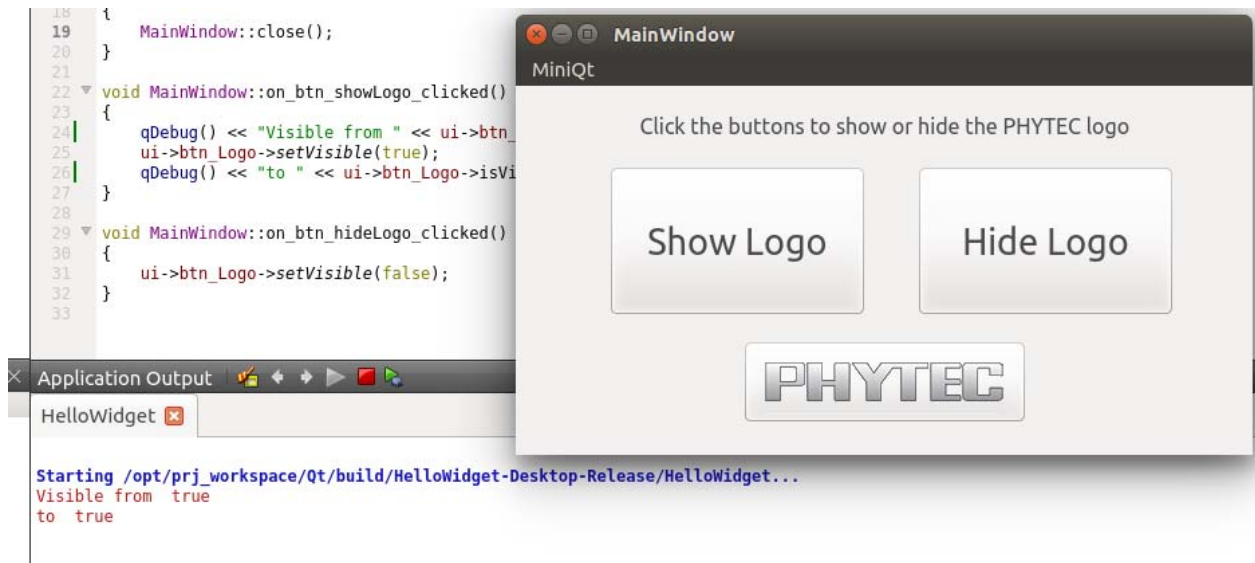 18 {
19 MainWindow::close();
20 }
21
22 void MainWindow::on_btn_showLogo_clicked()
23 {
24 qDebug() << "Visible from " << ui->btn_
25 ui->btn_Logo->setVisible(true);
26 qDebug() << "to " << ui->btn_Logo->isVi
27 }
28
29 void MainWindow::on_btn_hideLogo_clicked()
30 {
31 ui->btn_Logo->setVisible(false);
32 }
33
MainWindow
MiniQt
Click the buttons to show or hide the PHYTEC logo
Show Logo Hide Logo
PHYTEC
Application Output
HelloWidget
Starting /opt/prj_workspace/Qt/build/HelloWidget-Desktop-Release/HelloWidget...
Visible from  true
to  true